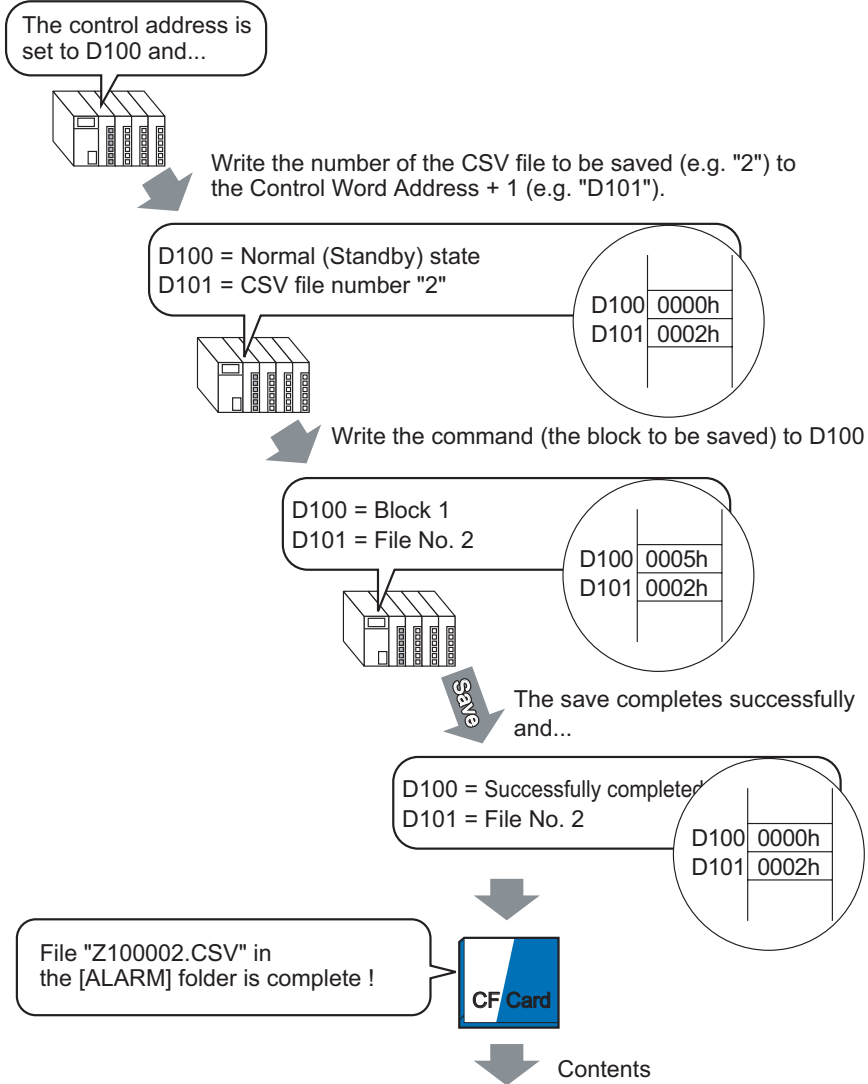 The control address is
set to D100 and...
Write the number of the CSV file to be saved (e.g. "2") to
the Control Word Address + 1 (e.g. "D101").
D100 = Normal (Standby) state
D101 = CSV file number "2"
D100 0000h
D101 0002h
Write the command (the block to be saved) to D100
D100 = Block 1
D101 = File No. 2
D100 0005h
D101 0002h
Save
The save completes successfully
and...
D100 = Successfully completed
D101 = File No. 2
D100 0000h
D101 0002h
File "Z100002.CSV" in
the [ALARM] folder is complete !
CF Card
Contents